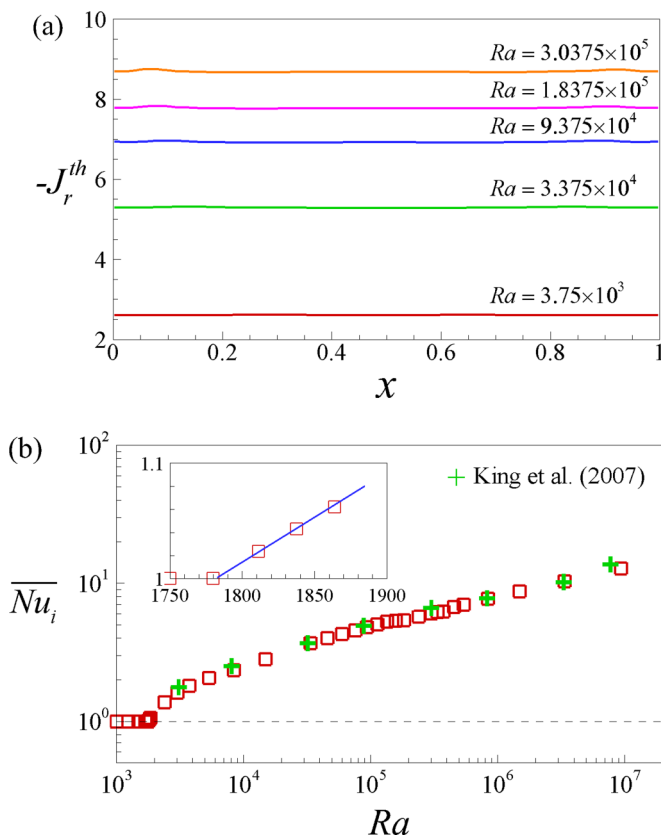 (a)
10
8
6
4
2
-J_r^{th}
Ra = 3.0375×10^5
Ra = 1.8375×10^5
Ra = 9.375×10^4
Ra = 3.375×10^4
Ra = 3.75×10^3
0 0.2 0.4 0.6 0.8 1
x
(b)
10^2
10^1
10^0
\overline{Nu_i}
1.1
1
1750 1800 1850 1900
+ King et al. (2007)
10^3 10^4 10^5 10^6 10^7
Ra